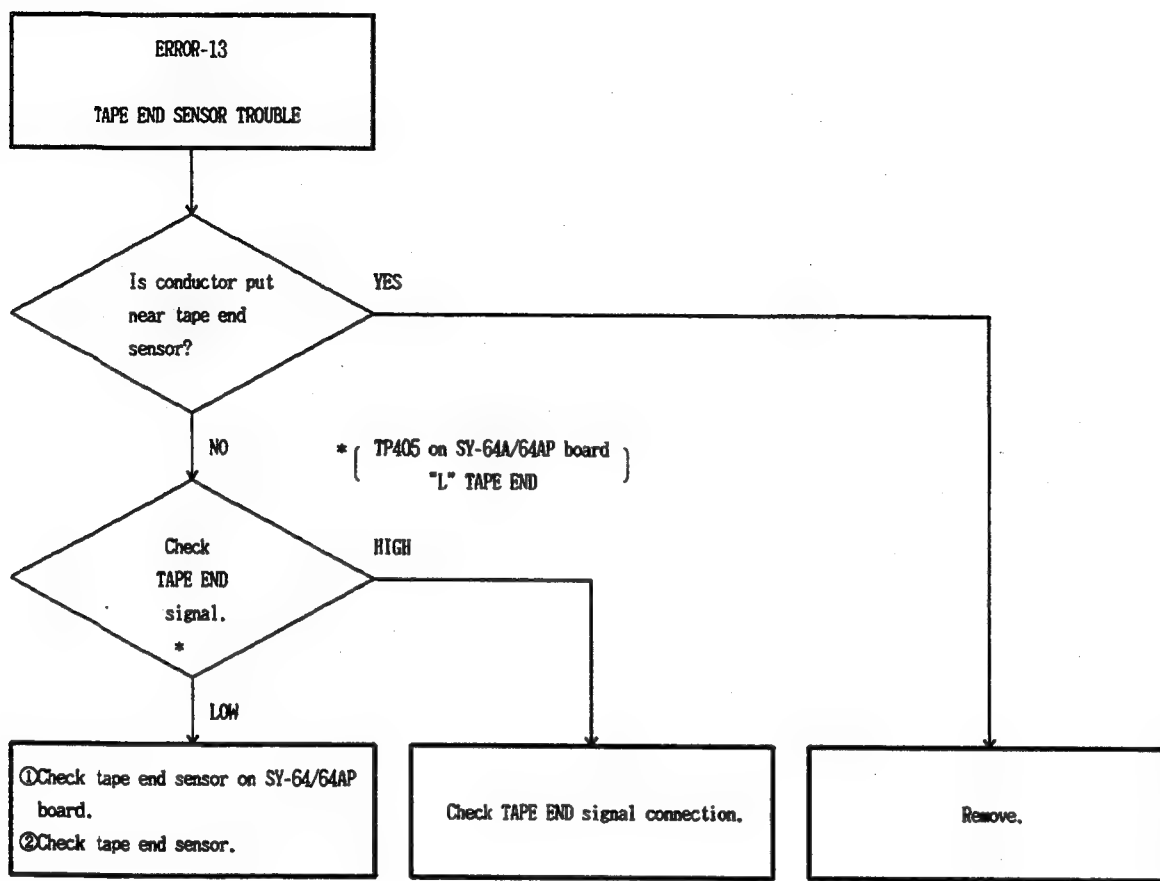 ERROR-13
TAPE END SENSOR TROUBLE
Is conductor put
near tape end
sensor?
YES
NO
* ( TP405 on SY-64A/64AP board )
"L" TAPE END
Check
TAPE END
signal.
*
HIGH
LOW
①Check tape end sensor on SY-64/64AP
board.
②Check tape end sensor.
Check TAPE END signal connection.
Remove.